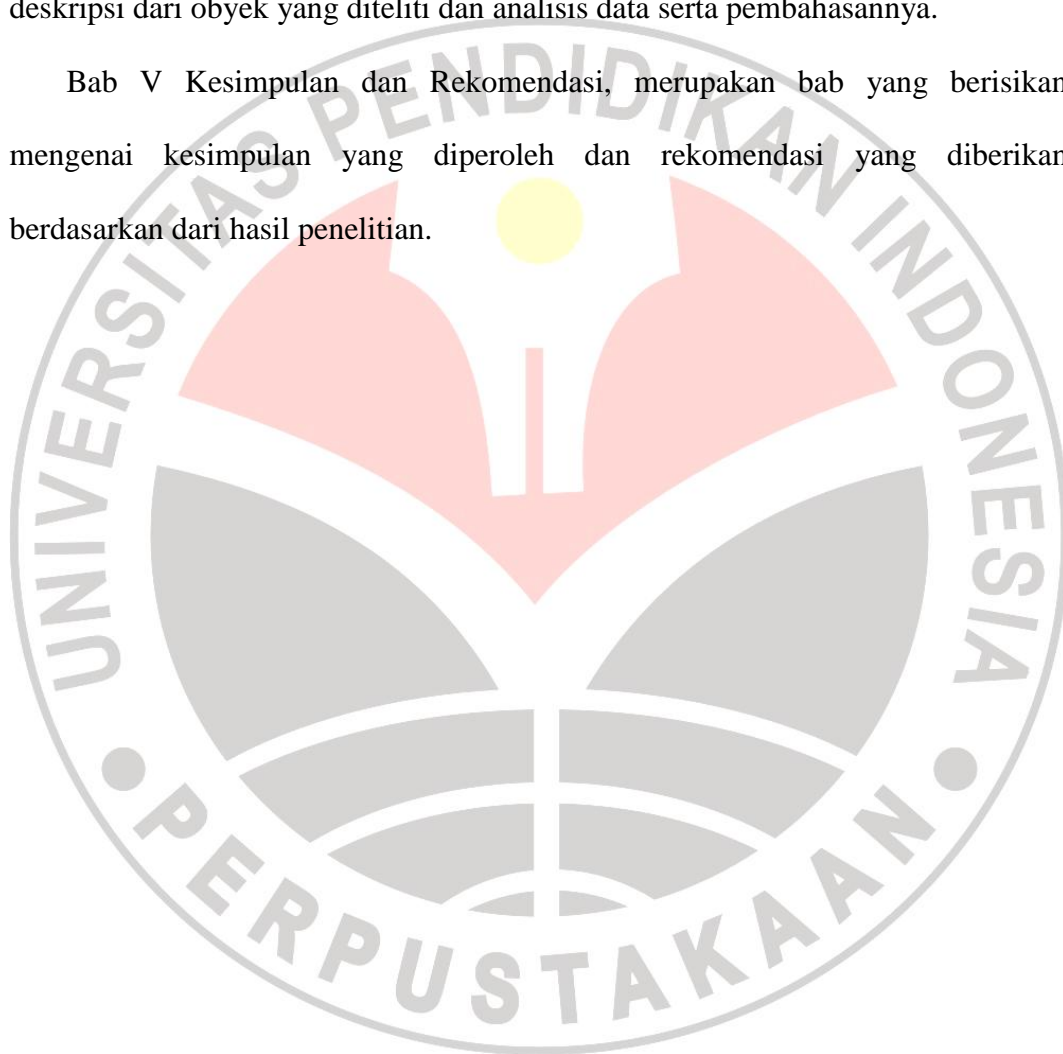 deskripsi dari obyek yang diteliti dan analisis data serta pembahasannya.
Bab V Kesimpulan dan Rekomendasi, merupakan bab yang berisikan
mengenai kesimpulan yang diperoleh dan rekomendasi yang diberikan
berdasarkan dari hasil penelitian.
UNIVERSITAS PENDIDIKAN INDONESIA
PERPUSTAKAAN